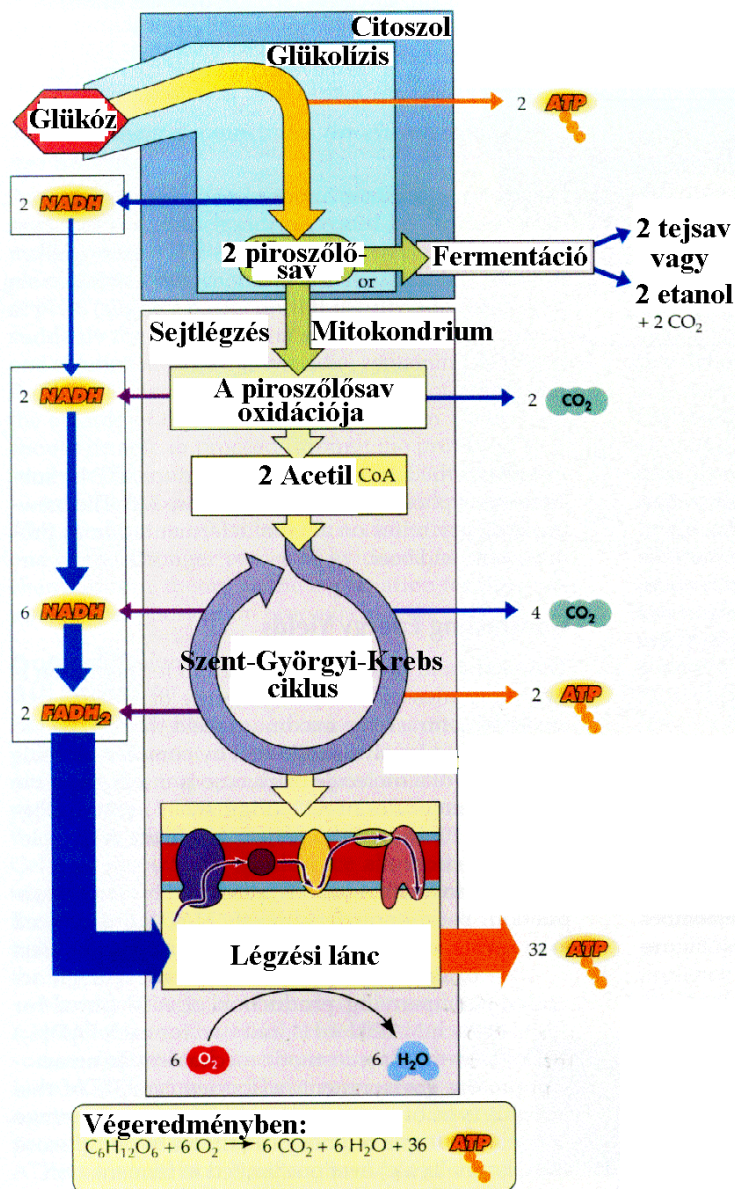 Citoszol
Glükolízis
Glükóz
2 ATP
2 NADH
2 piroszőlő-
sav
or
Fermentáció
2 tejsav
vagy
2 etanol
+ 2 CO₂
Sejtlégzés
Mitokondrium
2 NADH
A piroszőlősav
oxidációja
2 CO₂
2 Acetil CoA
6 NADH
4 CO₂
Szent-Györgyi-Krebs
ciklus
2 FADH₂
2 ATP
Légzési lánc
32 ATP
6 O₂
6 H₂O
Végeredményben:
C₆H₁₂O₆ + 6 O₂ → 6 CO₂ + 6 H₂O + 36 ATP